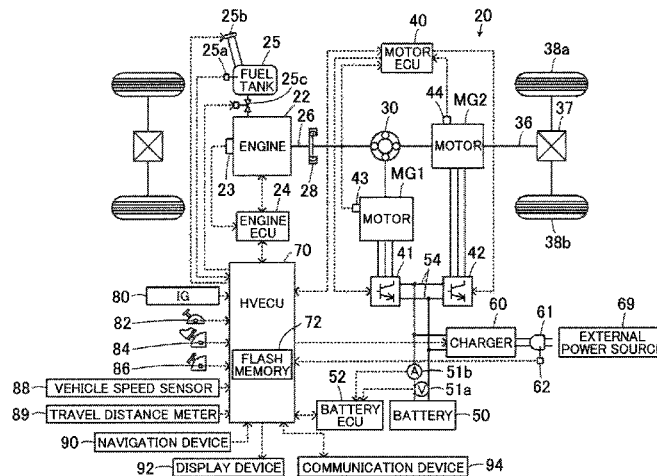 25b
20
25a
25
40
38a
FUEL
TANK
MOTOR
ECU
25c
22
44
MG2
37
26
30
36
ENGINE
MOTOR
23
28
MG1
24
43
ENGINE
ECU
MOTOR
38b
70
41
54
42
80
IG
60
61
69
82
HVECU
72
CHARGER
EXTERNAL
POWER SOURCE
84
FLASH
MEMORY
86
A
51b
62
52
V
51a
88
VEHICLE SPEED SENSOR
BATTERY
ECU
BATTERY
50
89
TRAVEL DISTANCE METER
90
NAVIGATION DEVICE
92
DISPLAY DEVICE
COMMUNICATION DEVICE
94